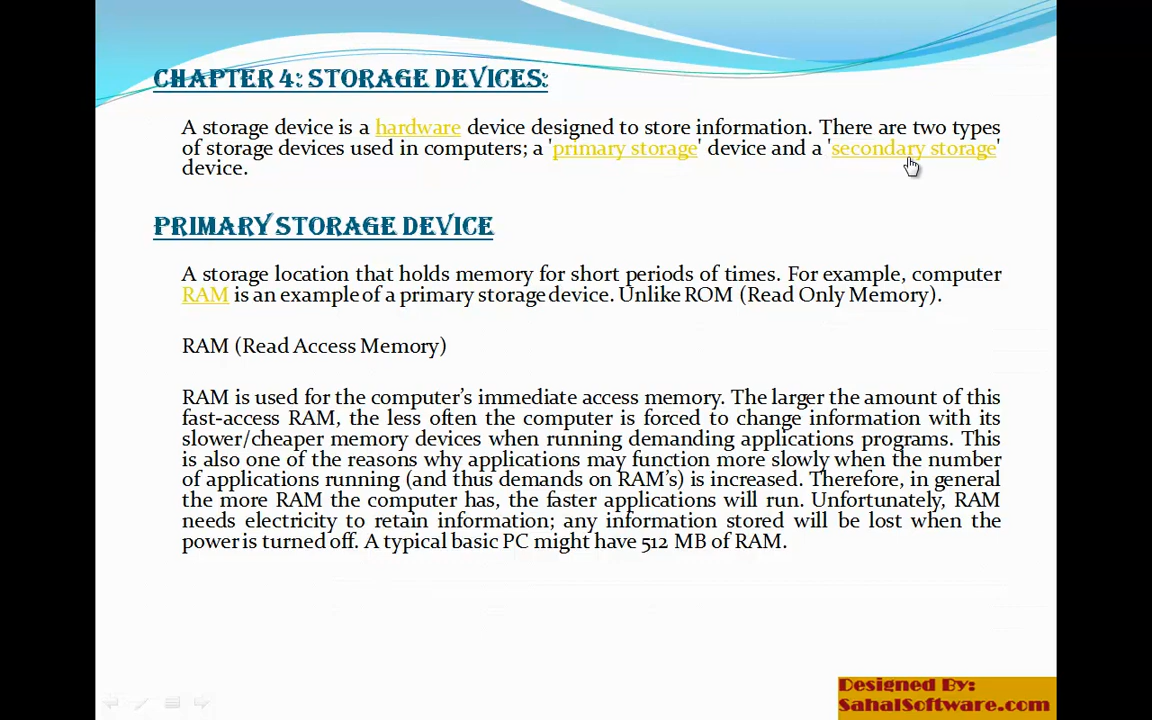 CHAPTER 4: STORAGE DEVICES:
A storage device is a hardware device designed to store information. There are two types
of storage devices used in computers; a 'primary storage' device and a 'secondary storage'
device.
PRIMARY STORAGE DEVICE
A storage location that holds memory for short periods of times. For example, computer
RAM is an example of a primary storage device. Unlike ROM (Read Only Memory).
RAM (Read Access Memory)
RAM is used for the computer's immediate access memory. The larger the amount of this
fast-access RAM, the less often the computer is forced to change information with its
slower/cheaper memory devices when running demanding applications programs. This
is also one of the reasons why applications may function more slowly when the number
of applications running (and thus demands on RAM's) is increased. Therefore, in general
the more RAM the computer has, the faster applications will run. Unfortunately, RAM
needs electricity to retain information; any information stored will be lost when the
power is turned off. A typical basic PC might have 512 MB of RAM.
Designed By:
SahalSoftware.com